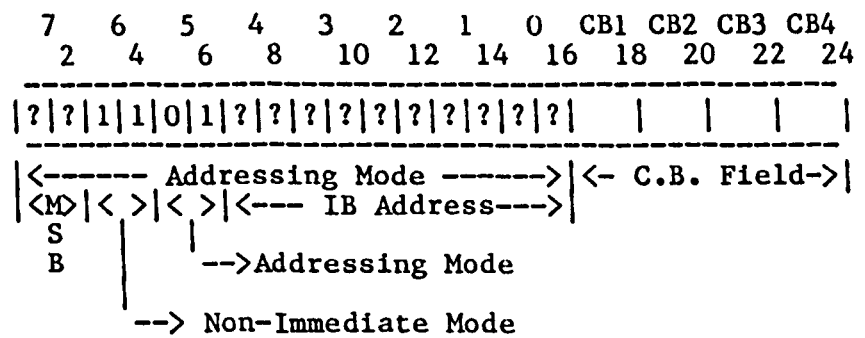 7 6 5 4 3 2 1 0 CB1 CB2 CB3 CB4
2 4 6 8 10 12 14 16 18 20 22 24
|?|?|1|1|0|1|?|?|?|?|?|?|?|?|?|?| | | | |
|<------ Addressing Mode ------>|<- C.B. Field->|
|<M>|< >|< >|<--- IB Address--->|
S | |
B | -->Addressing Mode
--> Non-Immediate Mode